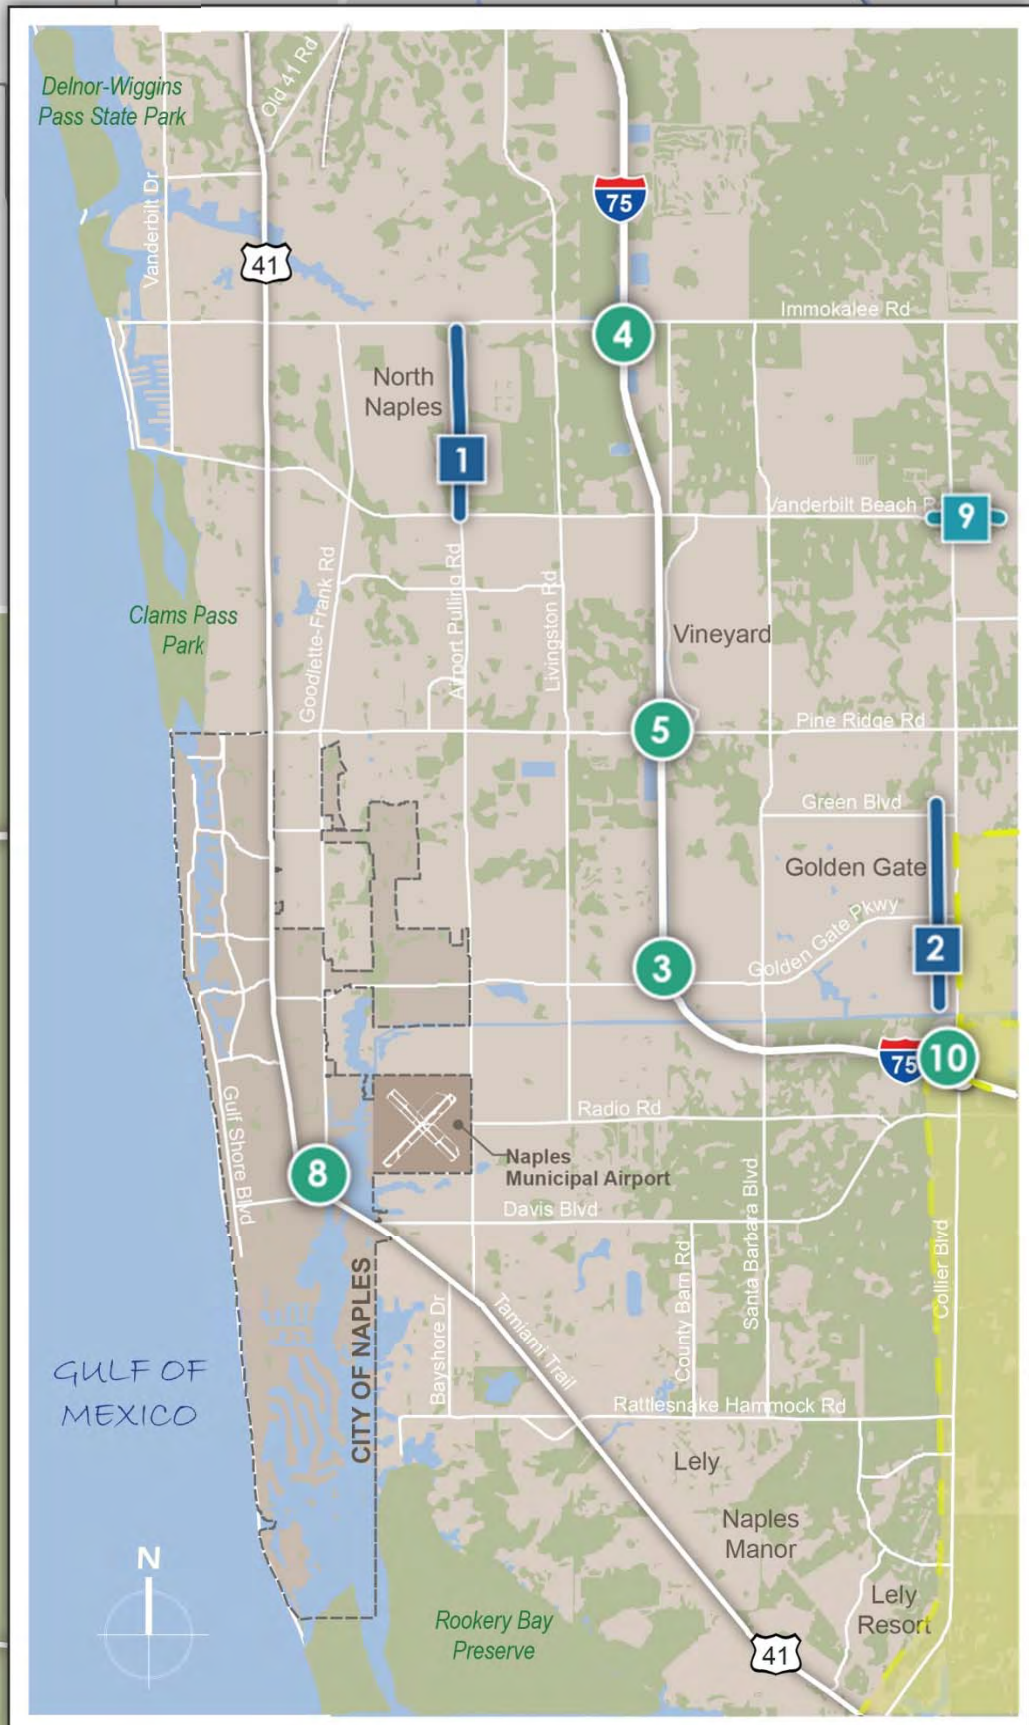 Delnor-Wiggins
Pass State Park
Old 41 Rd
Vanderbilt Dr
75
41
Immokalee Rd
4
North
Naples
1
Vanderbilt Beach
9
Goodlette-Frank Rd
Airport Pulling Rd
Livingston Rd
Clams Pass
Park
Vineyard
5
Pine Ridge Rd
Green Blvd
Golden Gate
Golden Gate Pkwy
2
3
75
10
Gulf Shore Blvd
Radio Rd
Naples
Municipal Airport
8
Davis Blvd
Santa Barbara Blvd
County Barn Rd
Collier Blvd
CITY OF NAPLES
Bayshore Dr
Tamiami Trail
GULF OF
MEXICO
Rattlesnake Hammock Rd
Lely
Naples
Manor
N
Lely
Resort
Rookery Bay
Preserve
41